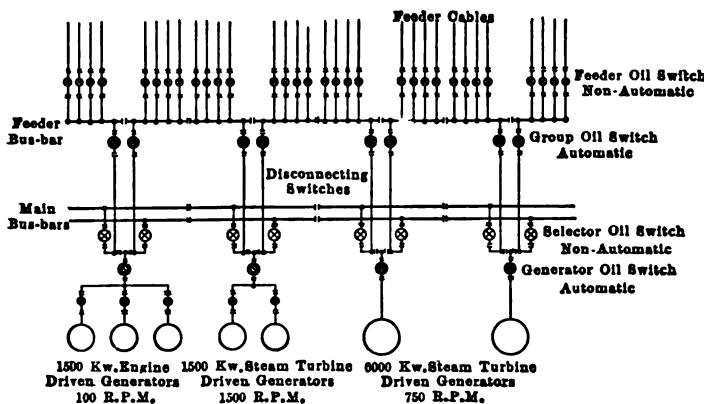 Feeder Cables
Feeder Oil Switch
Non-Automatic
Feeder
Bus-bar
Group Oil Switch
Automatic
Disconnecting
Switches
Main
Bus-bars
Selector Oil Switch
Non-Automatic
Generator Oil Switch
Automatic
1500 Kw. Engine
Driven Generators
100 R.P.M.
1500 Kw. Steam Turbine
Driven Generators
1500 R.P.M.
6000 Kw. Steam Turbine
Driven Generators
750 R.P.M.